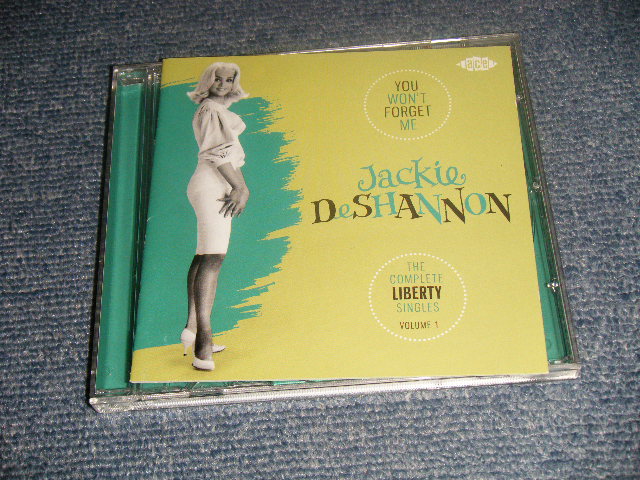 ace
YOU
WON'T
FORGET
ME
Jackie
DeSHANNON
THE
COMPLETE
LIBERTY
SINGLES
VOLUME 1